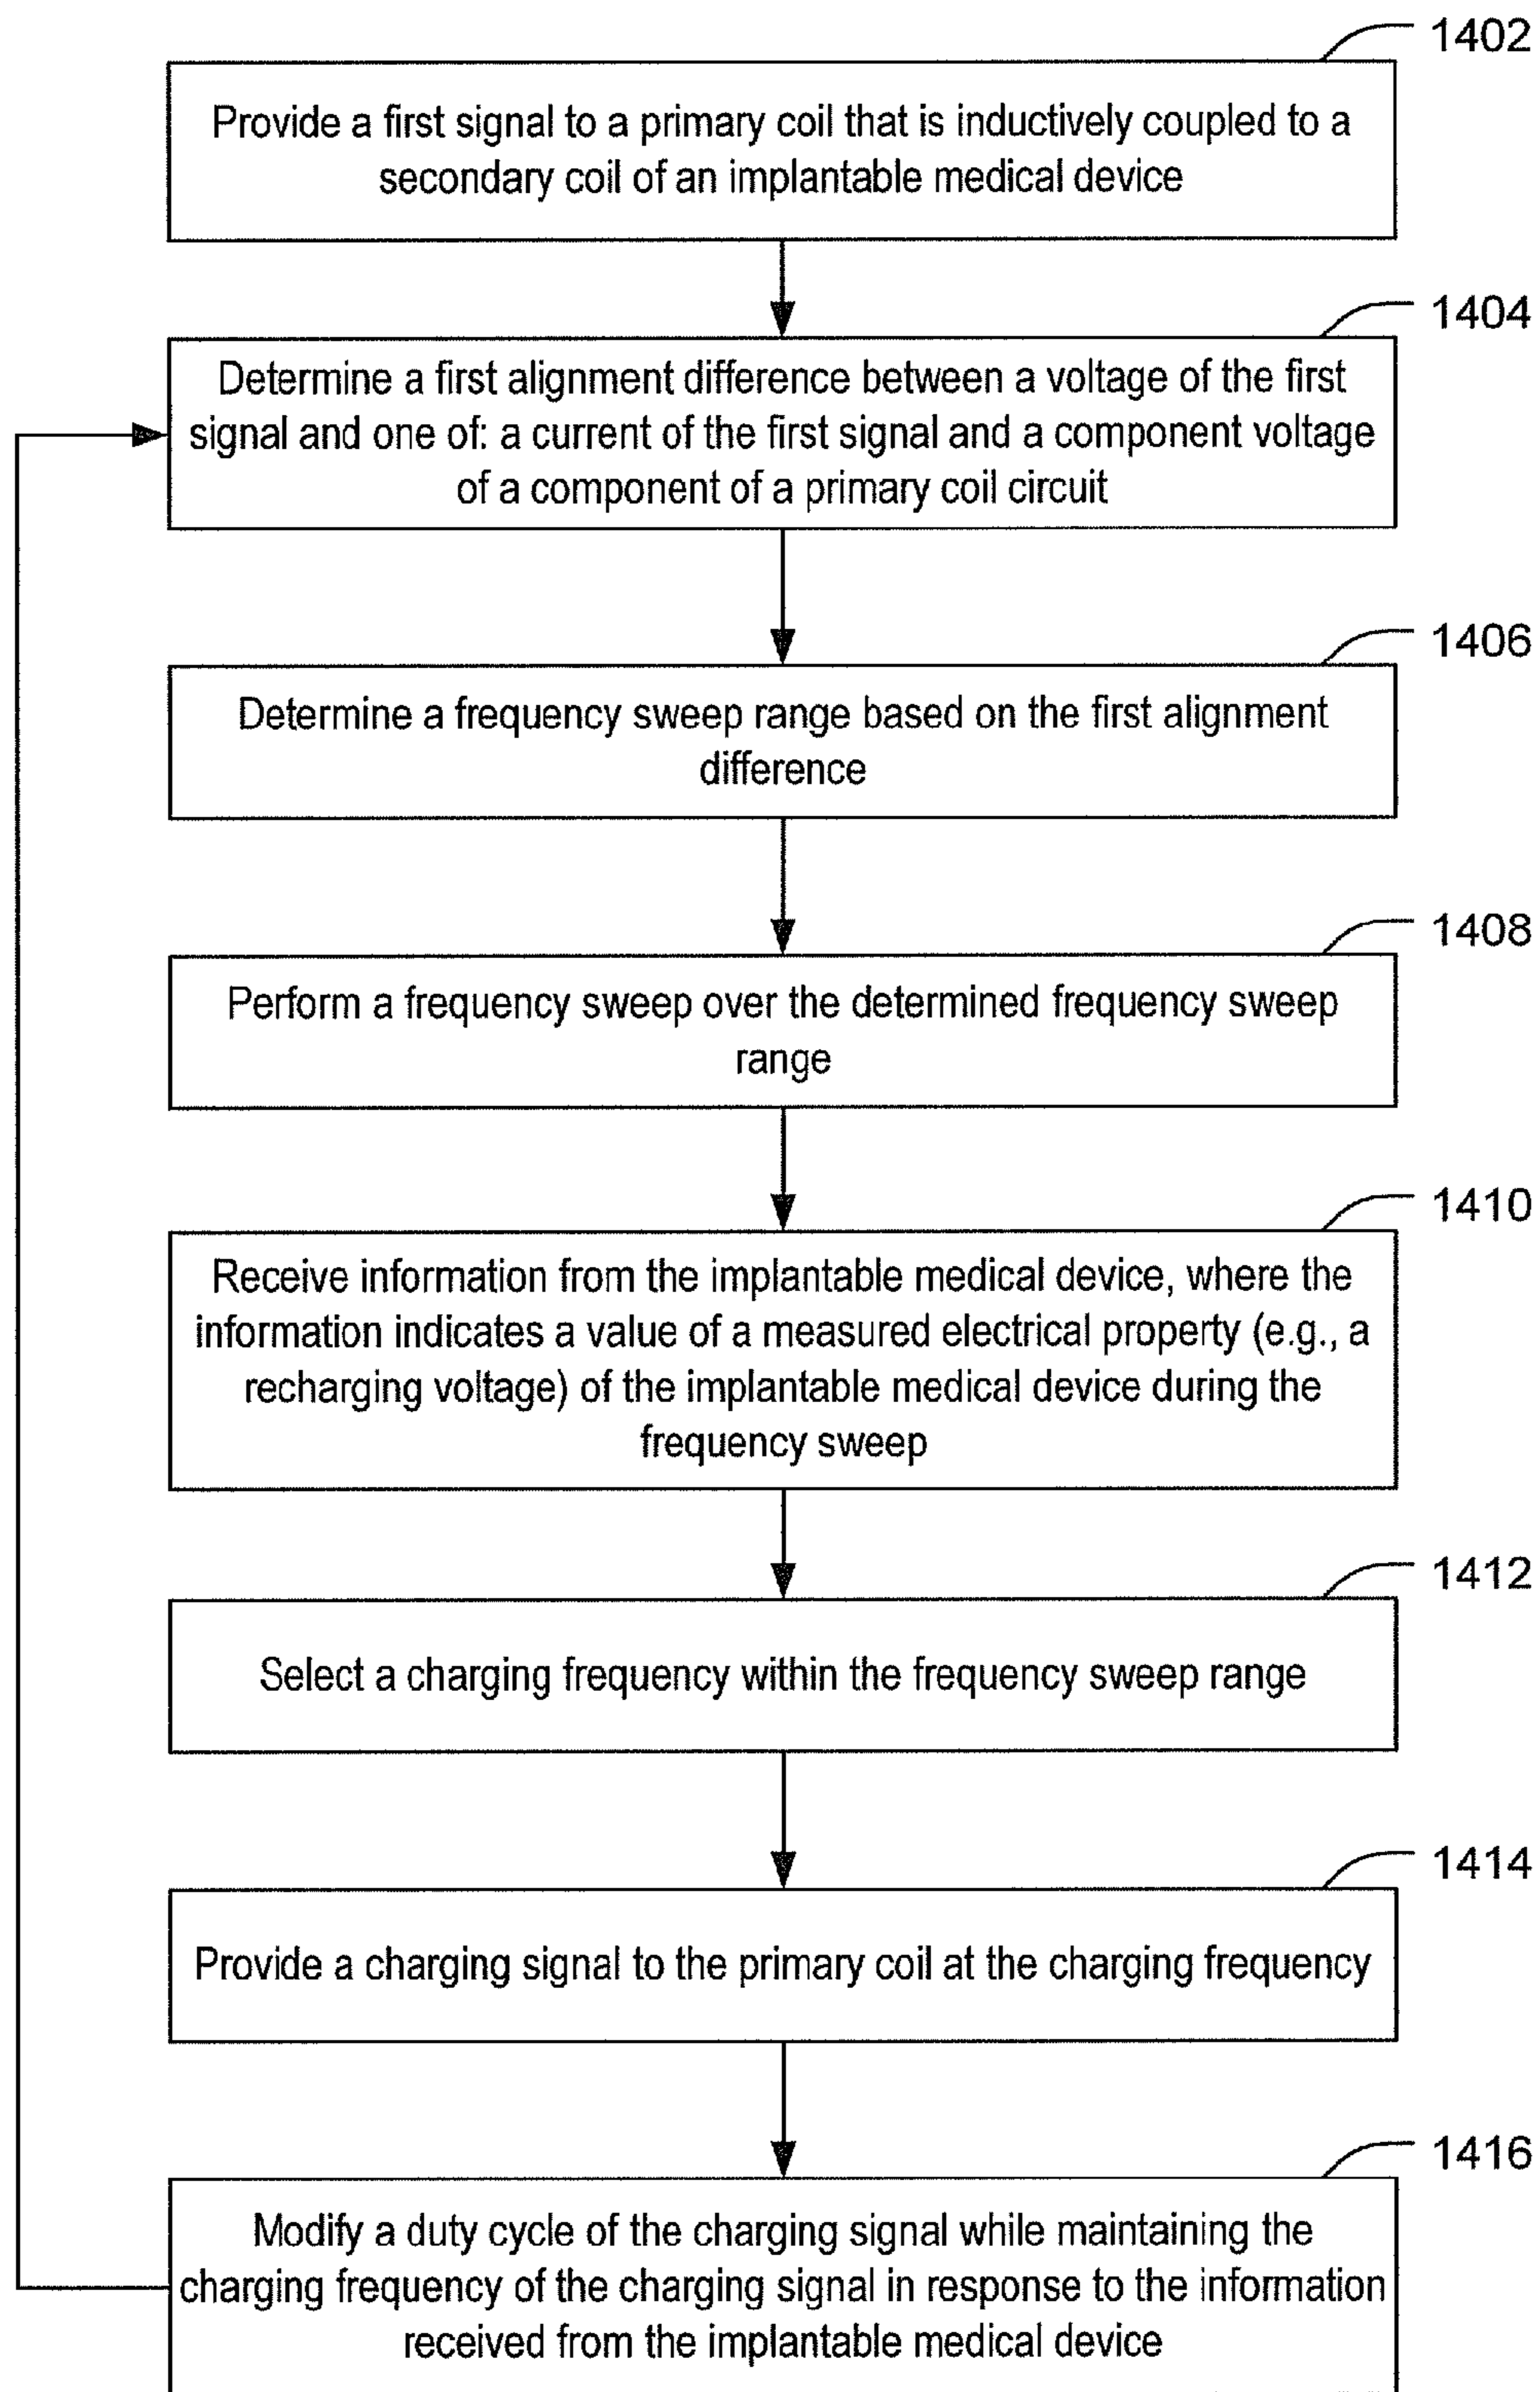 1402
Provide a first signal to a primary coil that is inductively coupled to a
secondary coil of an implantable medical device
1404
Determine a first alignment difference between a voltage of the first
signal and one of: a current of the first signal and a component voltage
of a component of a primary coil circuit
1406
Determine a frequency sweep range based on the first alignment
difference
1408
Perform a frequency sweep over the determined frequency sweep
range
1410
Receive information from the implantable medical device, where the
information indicates a value of a measured electrical property (e.g., a
recharging voltage) of the implantable medical device during the
frequency sweep
1412
Select a charging frequency within the frequency sweep range
1414
Provide a charging signal to the primary coil at the charging frequency
1416
Modify a duty cycle of the charging signal while maintaining the
charging frequency of the charging signal in response to the information
received from the implantable medical device